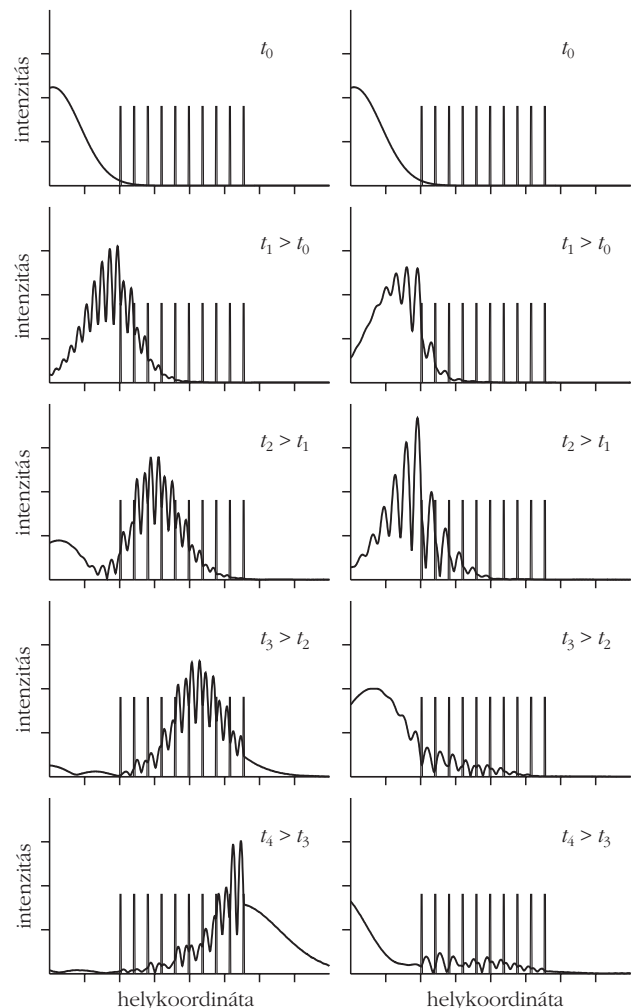 intenzitás
t₀
t₀
intenzitás
t₁ > t₀
t₁ > t₀
intenzitás
t₂ > t₁
t₂ > t₁
intenzitás
t₃ > t₂
t₃ > t₂
intenzitás
t₄ > t₃
t₄ > t₃
helykoordináta
helykoordináta